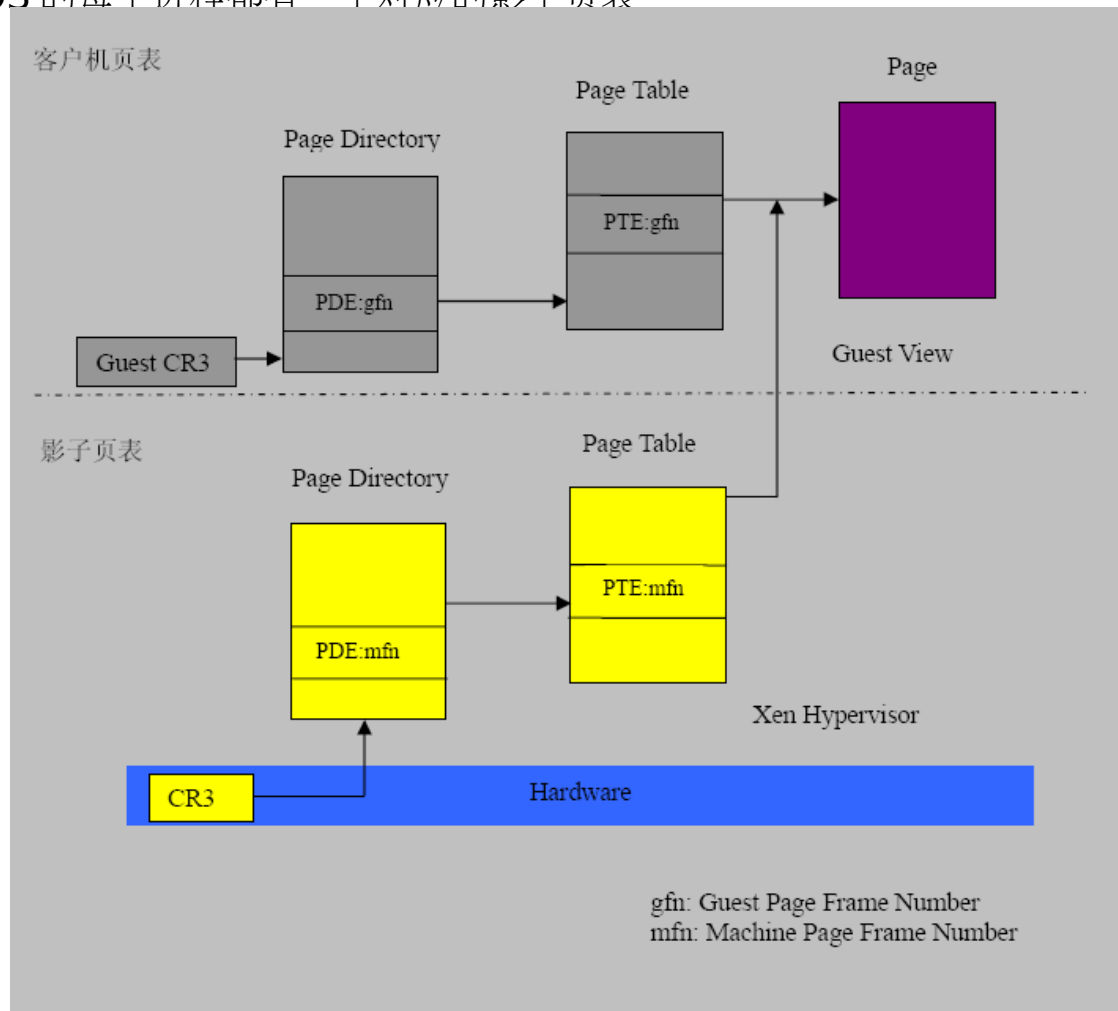 客户机页表
Page
Page Table
Page Directory
PTE:gfn
PDE:gfn
Guest CR3
Guest View
影子页表
Page Table
Page Directory
PTE:mfn
PDE:mfn
Xen Hypervisor
CR3
Hardware
gfn: Guest Page Frame Number
mfn: Machine Page Frame Number